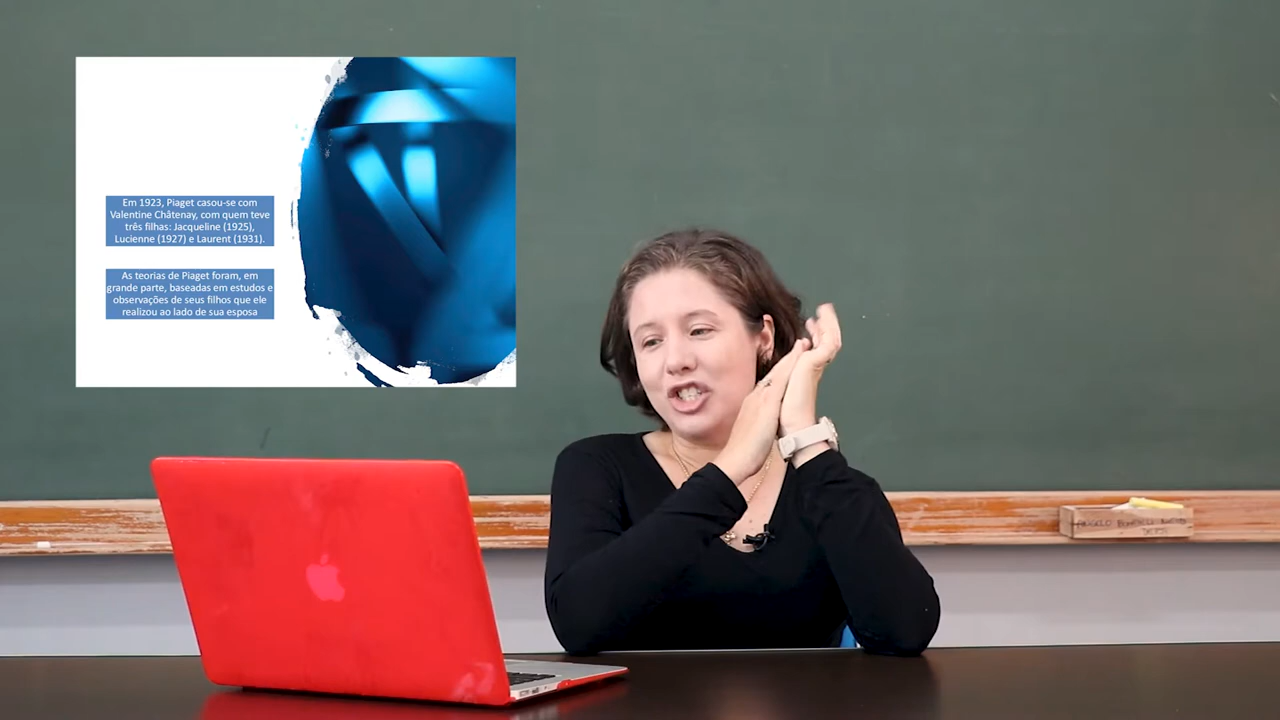 Em 1923, Piaget casou-se com
Valentine Châtenay, com quem teve
três filhas: Jacqueline (1925),
Lucienne (1927) e Laurent (1931).
As teorias de Piaget foram, em
grande parte, baseadas em estudos e
observações de seus filhos que ele
realizou ao lado de sua esposa